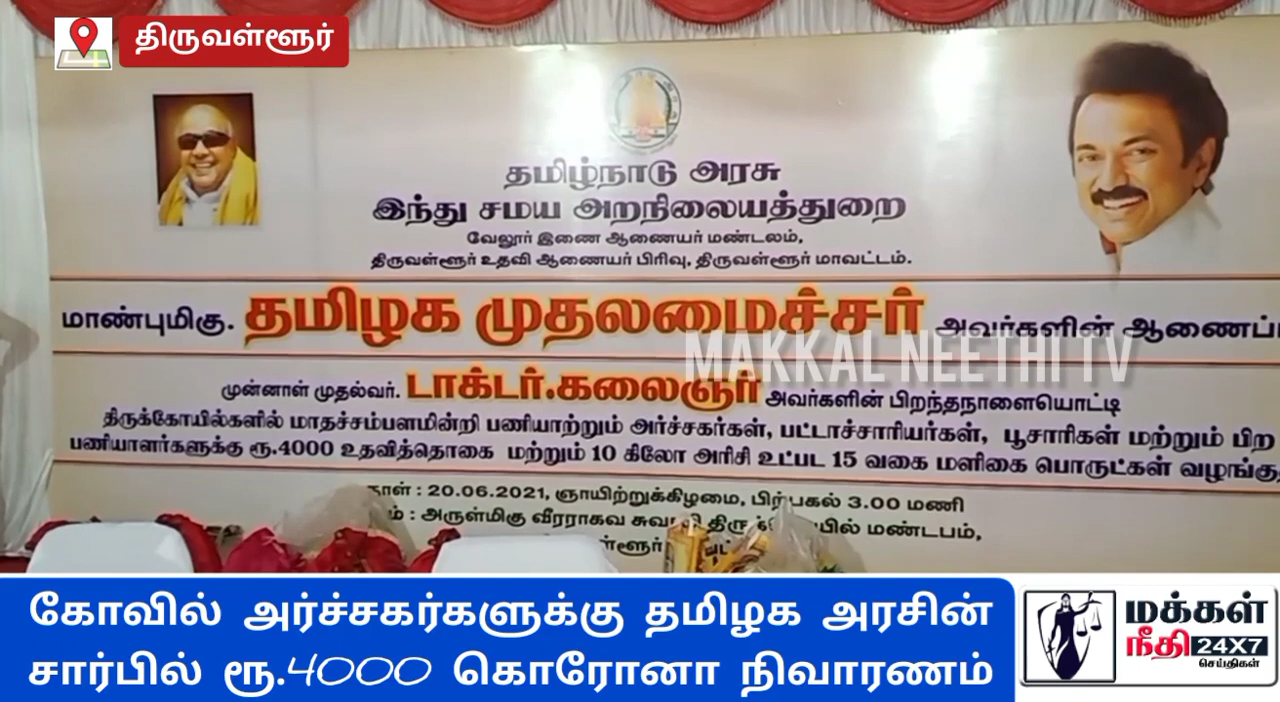 திருவள்ளூர்
தமிழ்நாடு அரசு
இந்து சமய அறநிலையத்துறை
வேலூர் இணை ஆணையர் மண்டலம்,
திருவள்ளூர் உதவி ஆணையர் பிரிவு, திருவள்ளூர் மாவட்டம்.
மாண்புமிகு. தமிழக முதலமைச்சர் அவர்களின்
MAKKAL NEETHI TV
முன்னாள் முதல்வர். டாக்டர்.கலைஞர் அவர்களின் பிறந்தநாளையொட்டி
திருக்கோயில்களில் மாதச்சம்பளமின்றி பணியாற்றும் அர்ச்சகர்கள், பட்டாச்சாரியர்கள், பூசாரிகள் மற்றும் பிற
பணியாளர்களுக்கு ரூ.4000 உதவித்தொகை மற்றும் 10 கிலோ அரிசி உட்பட 15 வகை மளிகை பொருட்கள்
: 20.06.2021, ஞாயிற்றுக்கிழமை, பிற்பகல் 3.00 மணி
: அருள்மிகு வீரராகவ மண்டபம்,
கோவில் அர்ச்சகர்களுக்கு தமிழக அரசின்
சார்பில் ரூ.4000 கொரோனா நிவாரணம்
மக்கள்
நீதி 24X7
செய்திகள்